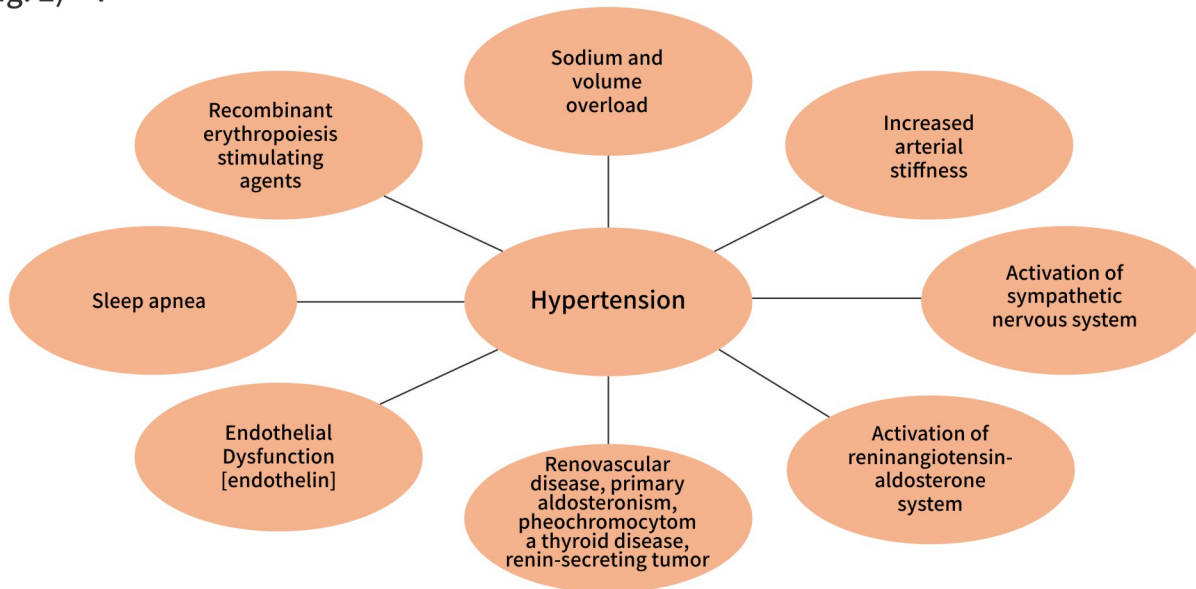 Sodium and
volume
overload
Recombinant
erythropoiesis
stimulating
agents
Increased
arterial
stiffness
Sleep apnea
Hypertension
Activation of
sympathetic
nervous system
Endothelial
Dysfunction
[endothelin]
Renovascular
disease, primary
aldosteronism,
pheochromocytom
a thyroid disease,
renin-secreting tumor
Activation of
reninangiotensin-
aldosterone
system